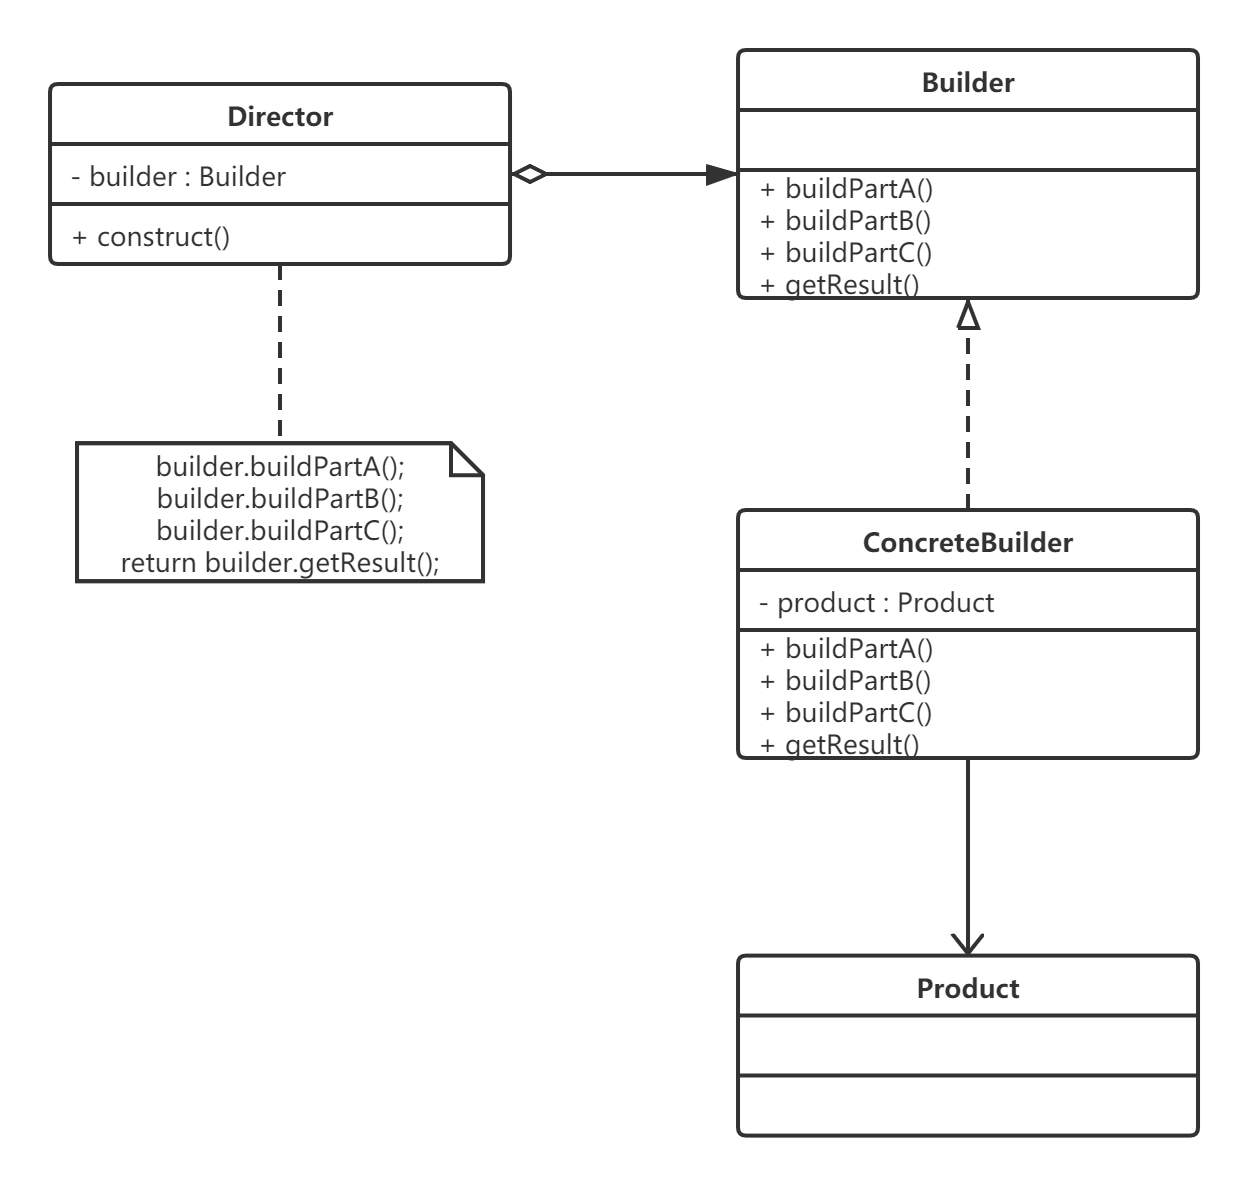 Director
- builder : Builder
+ construct()
builder.buildPartA();
builder.buildPartB();
builder.buildPartC();
return builder.getResult();
Builder
+ buildPartA()
+ buildPartB()
+ buildPartC()
+ getResult()
ConcreteBuilder
- product : Product
+ buildPartA()
+ buildPartB()
+ buildPartC()
+ getResult()
Product